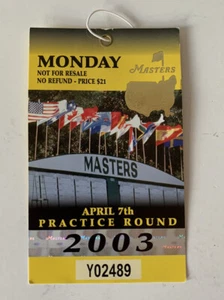 MONDAY
NOT FOR RESALE
NO REFUND - PRICE $21
MASTERS
MASTERS
APRIL 7th
PRACTICE ROUND
2003
Y02489